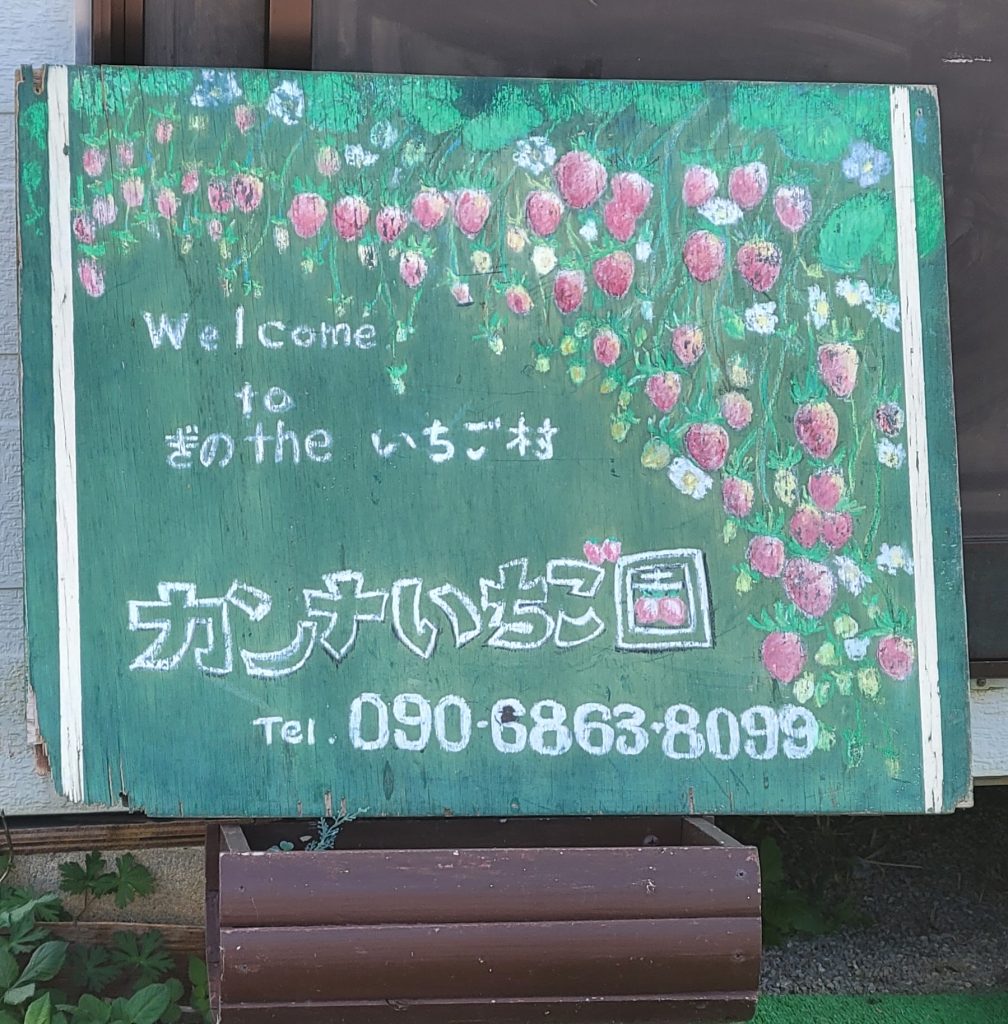 Welcome
to
ぎのthe いちご村
カンナいちご園
Tel. 090-6863-8099